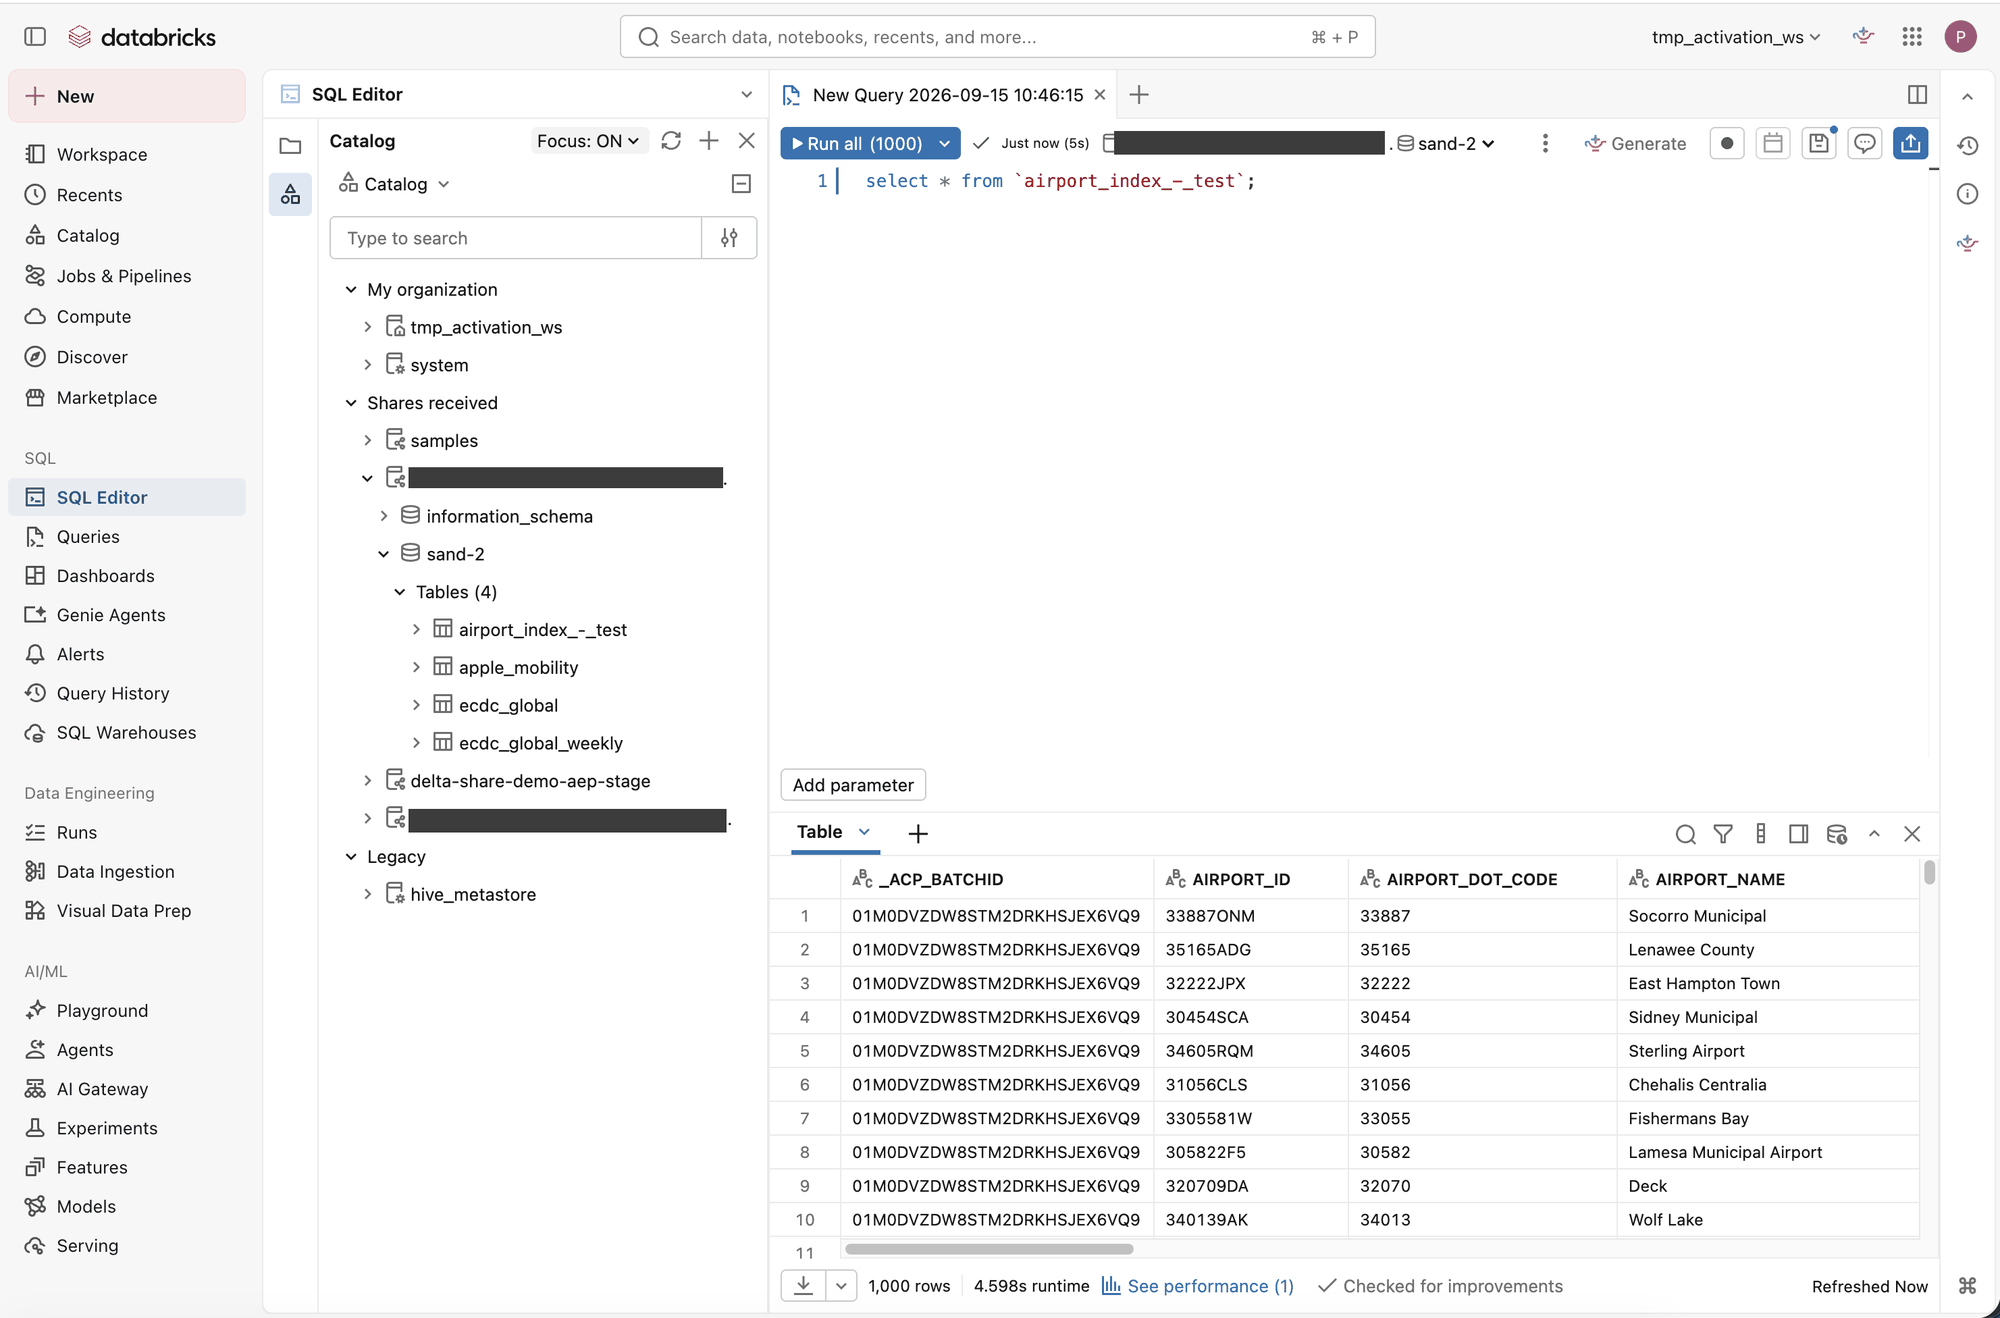 databricks
Search data, notebooks, recents, and more...
⌘ + P
tmp_activation_ws
P
New
Workspace
Recents
Catalog
Jobs & Pipelines
Compute
Discover
Marketplace
SQL
SQL Editor
Queries
Dashboards
Genie Agents
Alerts
Query History
SQL Warehouses
Data Engineering
Runs
Data Ingestion
Visual Data Prep
AI/ML
Playground
Agents
AI Gateway
Experiments
Features
Models
Serving
SQL Editor
Catalog
Focus: ON
Catalog
Type to search
My organization
tmp_activation_ws
system
Shares received
samples
.
information_schema
sand-2
Tables (4)
airport_index_-_test
apple_mobility
ecdc_global
ecdc_global_weekly
delta-share-demo-aep-stage
.
Legacy
hive_metastore
New Query 2026-09-15 10:46:15
Run all (1000)
Just now (5s)
. sand-2
Generate
1 select * from `airport_index_-_test`;
Add parameter
Table
_ACP_BATCHID AIRPORT_ID AIRPORT_DOT_CODE AIRPORT_NAME
1 01M0DVZDW8STM2DRKHSJEX6VQ9 33887ONM 33887 Socorro Municipal
2 01M0DVZDW8STM2DRKHSJEX6VQ9 35165ADG 35165 Lenawee County
3 01M0DVZDW8STM2DRKHSJEX6VQ9 32222JPX 32222 East Hampton Town
4 01M0DVZDW8STM2DRKHSJEX6VQ9 30454SCA 30454 Sidney Municipal
5 01M0DVZDW8STM2DRKHSJEX6VQ9 34605RQM 34605 Sterling Airport
6 01M0DVZDW8STM2DRKHSJEX6VQ9 31056CLS 31056 Chehalis Centralia
7 01M0DVZDW8STM2DRKHSJEX6VQ9 3305581W 33055 Fishermans Bay
8 01M0DVZDW8STM2DRKHSJEX6VQ9 305822F5 30582 Lamesa Municipal Airport
9 01M0DVZDW8STM2DRKHSJEX6VQ9 320709DA 32070 Deck
10 01M0DVZDW8STM2DRKHSJEX6VQ9 340139AK 34013 Wolf Lake
11
1,000 rows
4.598s runtime
See performance (1)
Checked for improvements
Refreshed Now